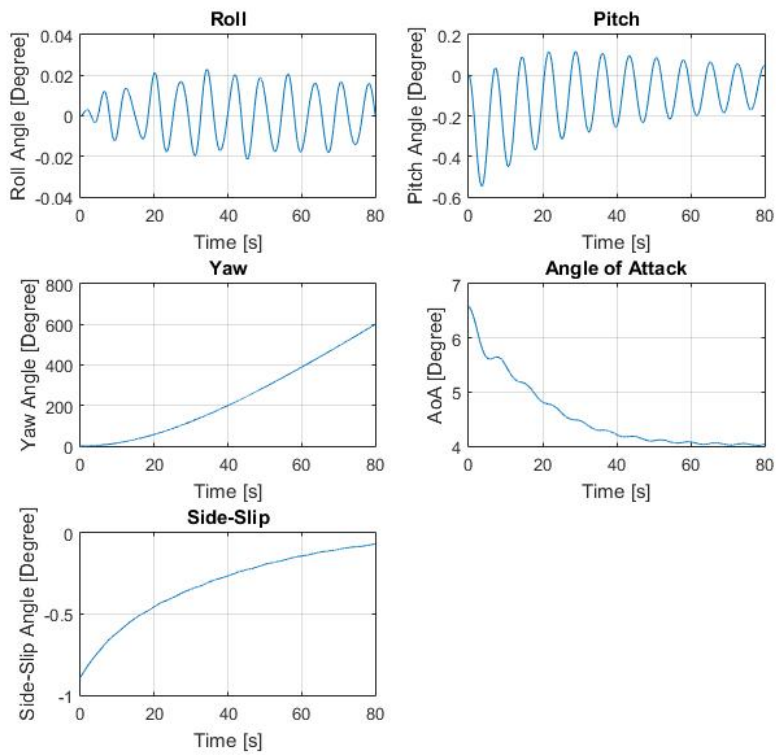 Roll
Roll Angle [Degree]
0.04
0.02
0
-0.02
-0.04
0 20 40 60 80
Time [s]
Pitch
Pitch Angle [Degree]
0.2
0
-0.2
-0.4
-0.6
0 20 40 60 80
Time [s]
Yaw
Yaw Angle [Degree]
800
600
400
200
0
0 20 40 60 80
Time [s]
Angle of Attack
AoA [Degree]
7
6
5
4
0 20 40 60 80
Time [s]
Side-Slip
Side-Slip Angle [Degree]
0
-0.5
-1
0 20 40 60 80
Time [s]